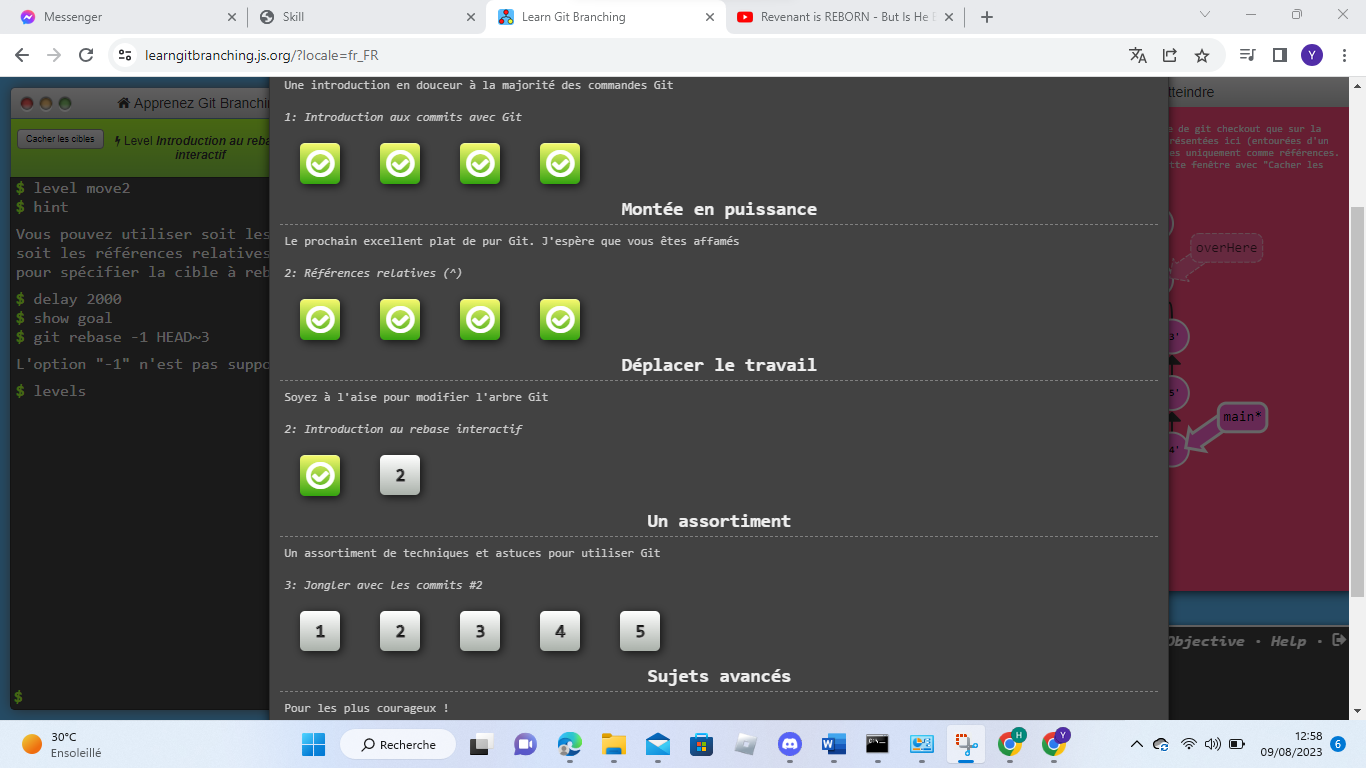 Messenger
Skill
Learn Git Branching
Revenant is REBORN - But Is He
learngitbranching.js.org/?locale=fr_FR
Y
Apprenez Git Branchi
Cacher les cibles
Level Introduction au reba
interactif
$ level move2
$ hint
Vous pouvez utiliser soit les
soit les références relatives
pour spécifier la cible à reb
$ delay 2000
$ show goal
$ git rebase -1 HEAD~3
L'option "-1" n'est pas suppo
$ levels
$
Une introduction en douceur à la majorité des commandes Git
1: Introduction aux commits avec Git
Montée en puissance
Le prochain excellent plat de pur Git. J'espère que vous êtes affamés
2: Références relatives (^)
Déplacer le travail
Soyez à l'aise pour modifier l'arbre Git
2: Introduction au rebase interactif
2
Un assortiment
Un assortiment de techniques et astuces pour utiliser Git
3: Jongler avec les commits #2
1 2 3 4 5
Sujets avancés
Pour les plus courageux !
tteindre
e de git checkout que sur la
résentées ici (entourées d'un
es uniquement comme références.
tte fenêtre avec "Cacher les
overHere
3'
5'
main*
4'
Objective • Help •
30°C
Ensoleillé
Recherche
H
Y
12:58
09/08/2023
6